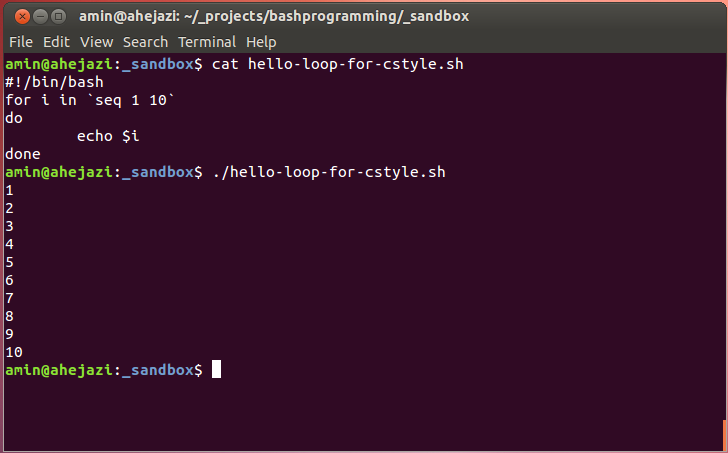 amin@ahejazi: ~/_projects/bashprogramming/_sandbox
File Edit View Search Terminal Help
amin@ahejazi:_sandbox$ cat hello-loop-for-cstyle.sh
#!/bin/bash
for i in `seq 1 10`
do
        echo $i
done
amin@ahejazi:_sandbox$ ./hello-loop-for-cstyle.sh
1
2
3
4
5
6
7
8
9
10
amin@ahejazi:_sandbox$